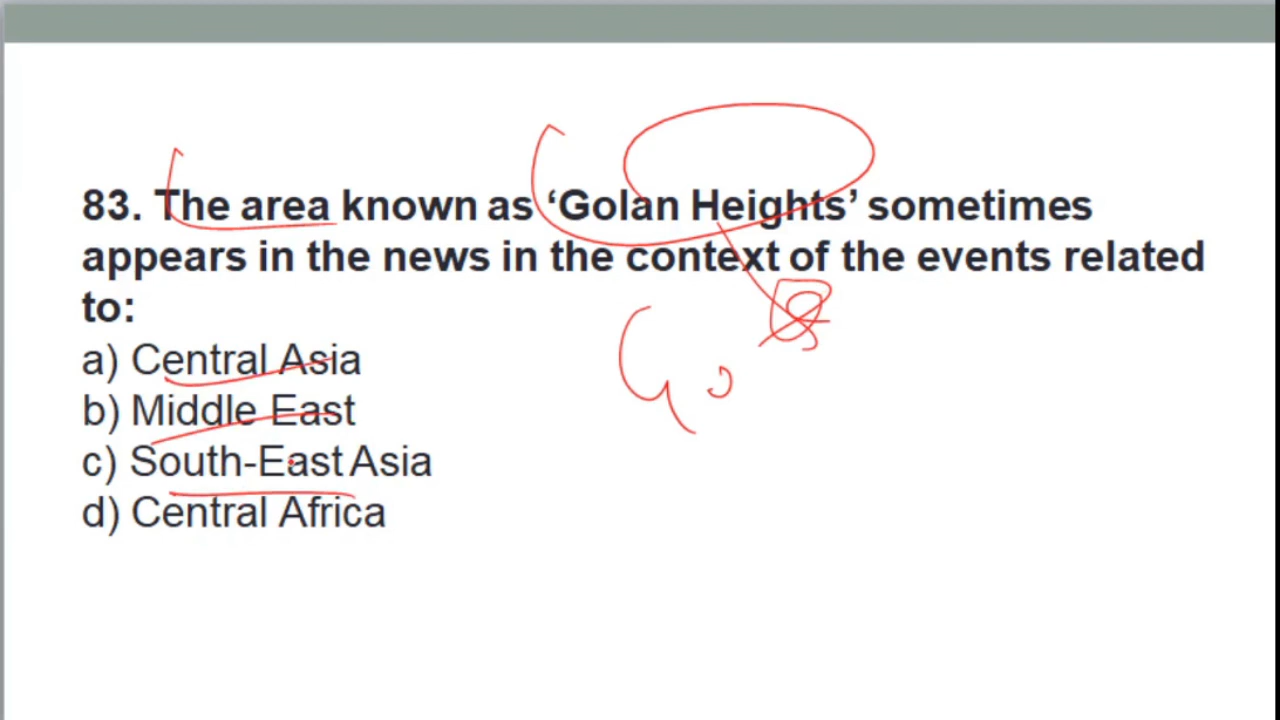 83. The area known as ‘Golan Heights’ sometimes
appears in the news in the context of the events related
to:
a) Central Asia
b) Middle East
c) South-East Asia
d) Central Africa